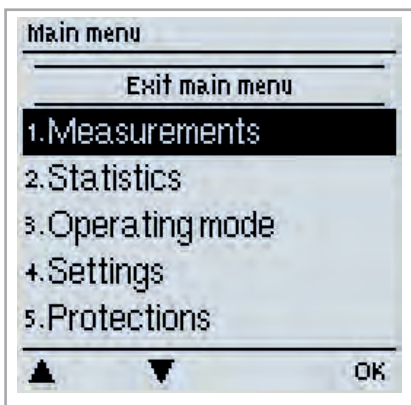 Main menu
Exit main menu
1.Measurements
2.Statistics
3.Operating mode
4.Settings
5.Protections
OK